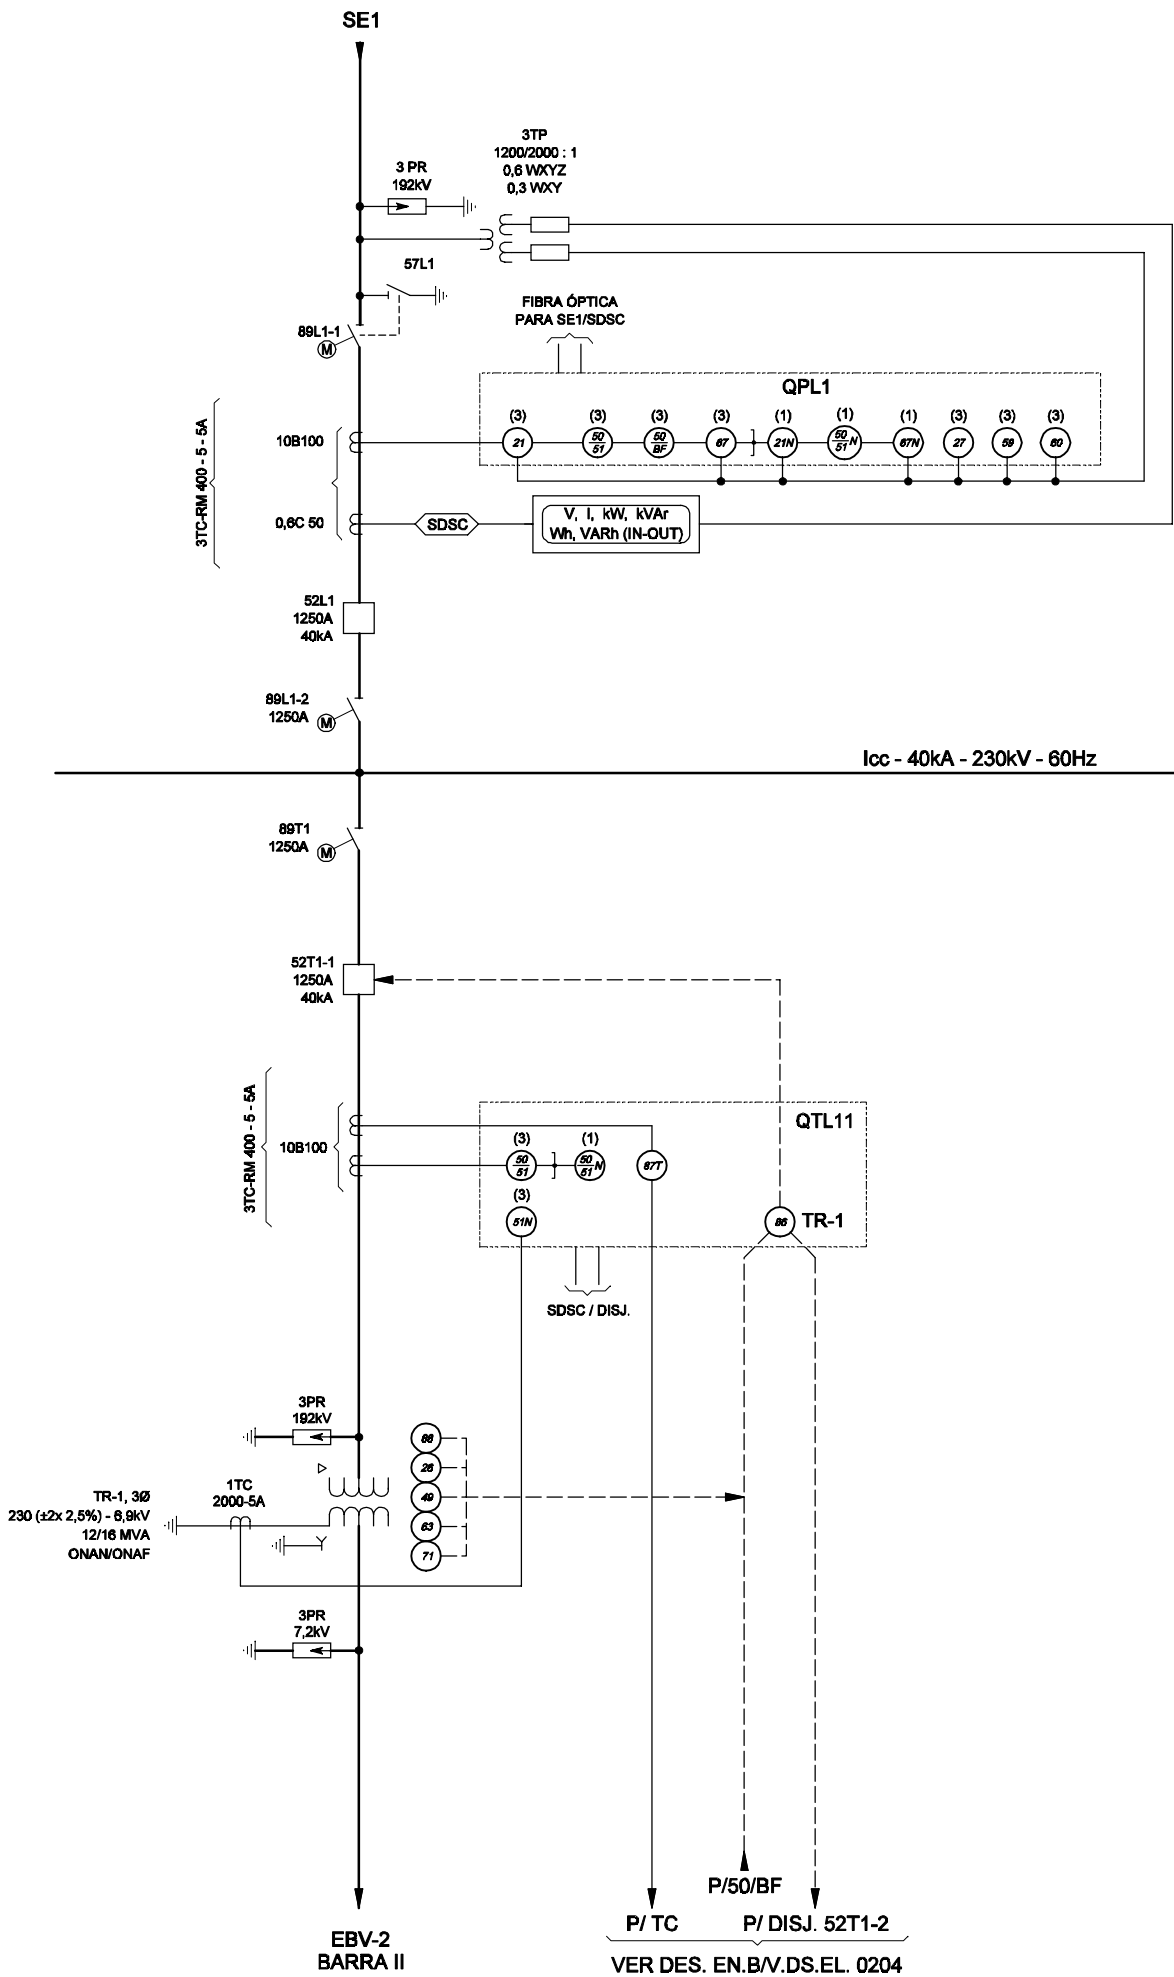 SE1
3TP
1200/2000 : 1
0,6 WXYZ
0,3 WXY
3 PR
192kV
57L1
FIBRA ÓPTICA
PARA SE1/SDSC
89L1-1
M
QPL1
3TC-RM 400 - 5 - 5A
10B100
(3)
(3)
(3)
(3)
(1)
(1)
(1)
(3)
(3)
(3)
21
50
51
50
BF
67
21N
50
51 N
67N
27
59
60
0,6C 50
SDSC
V, I, kW, kVAr
Wh, VARh (IN-OUT)
52L1
1250A
40kA
89L1-2
1250A
M
Icc - 40kA - 230kV - 60Hz
89T1
1250A
M
52T1-1
1250A
40kA
3TC-RM 400 - 5 - 5A
10B100
QTL11
(3)
(1)
50
51
50
51 N
87T
(3)
51N
86
TR-1
SDSC / DISJ.
3PR
192kV
TR-1, 3Ø
230 (±2x 2,5%) - 6,9kV
12/16 MVA
ONAN/ONAF
1TC
2000-5A
26
49
63
71
3PR
7,2kV
P/50/BF
P/ TC
P/ DISJ. 52T1-2
VER DES. EN.B/V.DS.EL. 0204
EBV-2
BARRA II